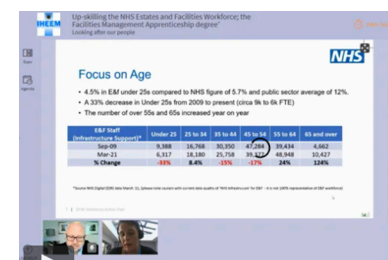 IHEEM
Up-skilling the NHS Estates and Facilities Workforce; the
Facilities Management Apprenticeship degree'
Looking after our people
Agenda
NHS
Focus on Age
• 4.5% in E&f under 25s compared to NHS figure of 5.7% and public sector average of 12%.
• A 33% decrease in Under 25s from 2009 to present (circa 9k to 6k FTE)
• The number of over 55s and 65s increased year on year
E&F Staff (Infrastructure Support)* Under 25 25 to 34 35 to 44 45 to 54 55 to 64 65 and over
Sep-09 9,388 16,768 30,350 47,284 39,434 4,662
Mar-21 6,317 18,180 25,758 39,377 48,948 10,427
% Change -33% 8.4% -15% -17% 24% 124%